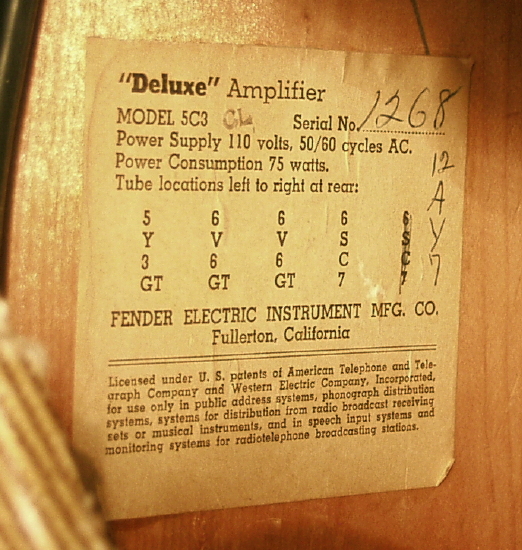 "Deluxe" Amplifier
MODEL 5C3 CL Serial No. 1268
Power Supply 110 volts, 50/60 cycles AC.
Power Consumption 75 watts.
Tube locations left to right at rear:
5 6 6 6 6 12
Y V V S S A
3 6 6 C C Y
GT GT GT 7 7 7
FENDER ELECTRIC INSTRUMENT MFG. CO.
Fullerton, California
Licensed under U. S. patents of American Telephone and Tele-
graph Company and Western Electric Company, Incorporated,
for use only in public address systems, phonograph distribution
systems, systems for distribution from radio broadcast receiving
sets or musical instruments, and in speech input systems and
monitoring systems for radiotelephone broadcasting stations.